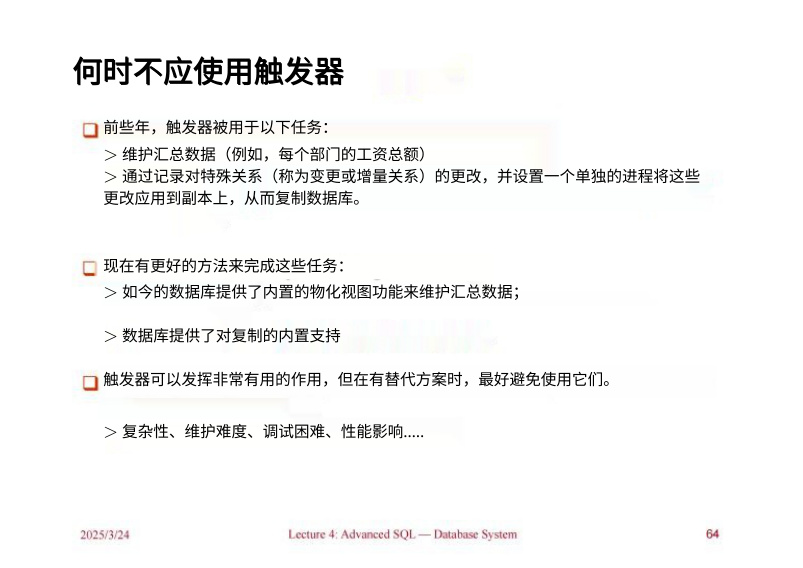 何时不应使用触发器
前些年，触发器被用于以下任务：
＞ 维护汇总数据（例如，每个部门的工资总额）
＞ 通过记录对特殊关系（称为变更或增量关系）的更改，并设置一个单独的进程将这些
更改应用到副本上，从而复制数据库。
现在有更好的方法来完成这些任务：
＞ 如今的数据库提供了内置的物化视图功能来维护汇总数据；
＞ 数据库提供了对复制的内置支持
触发器可以发挥非常有用的作用，但在有替代方案时，最好避免使用它们。
＞ 复杂性、维护难度、调试困难、性能影响.....
2025/3/24 Lecture 4: Advanced SQL — Database System 64